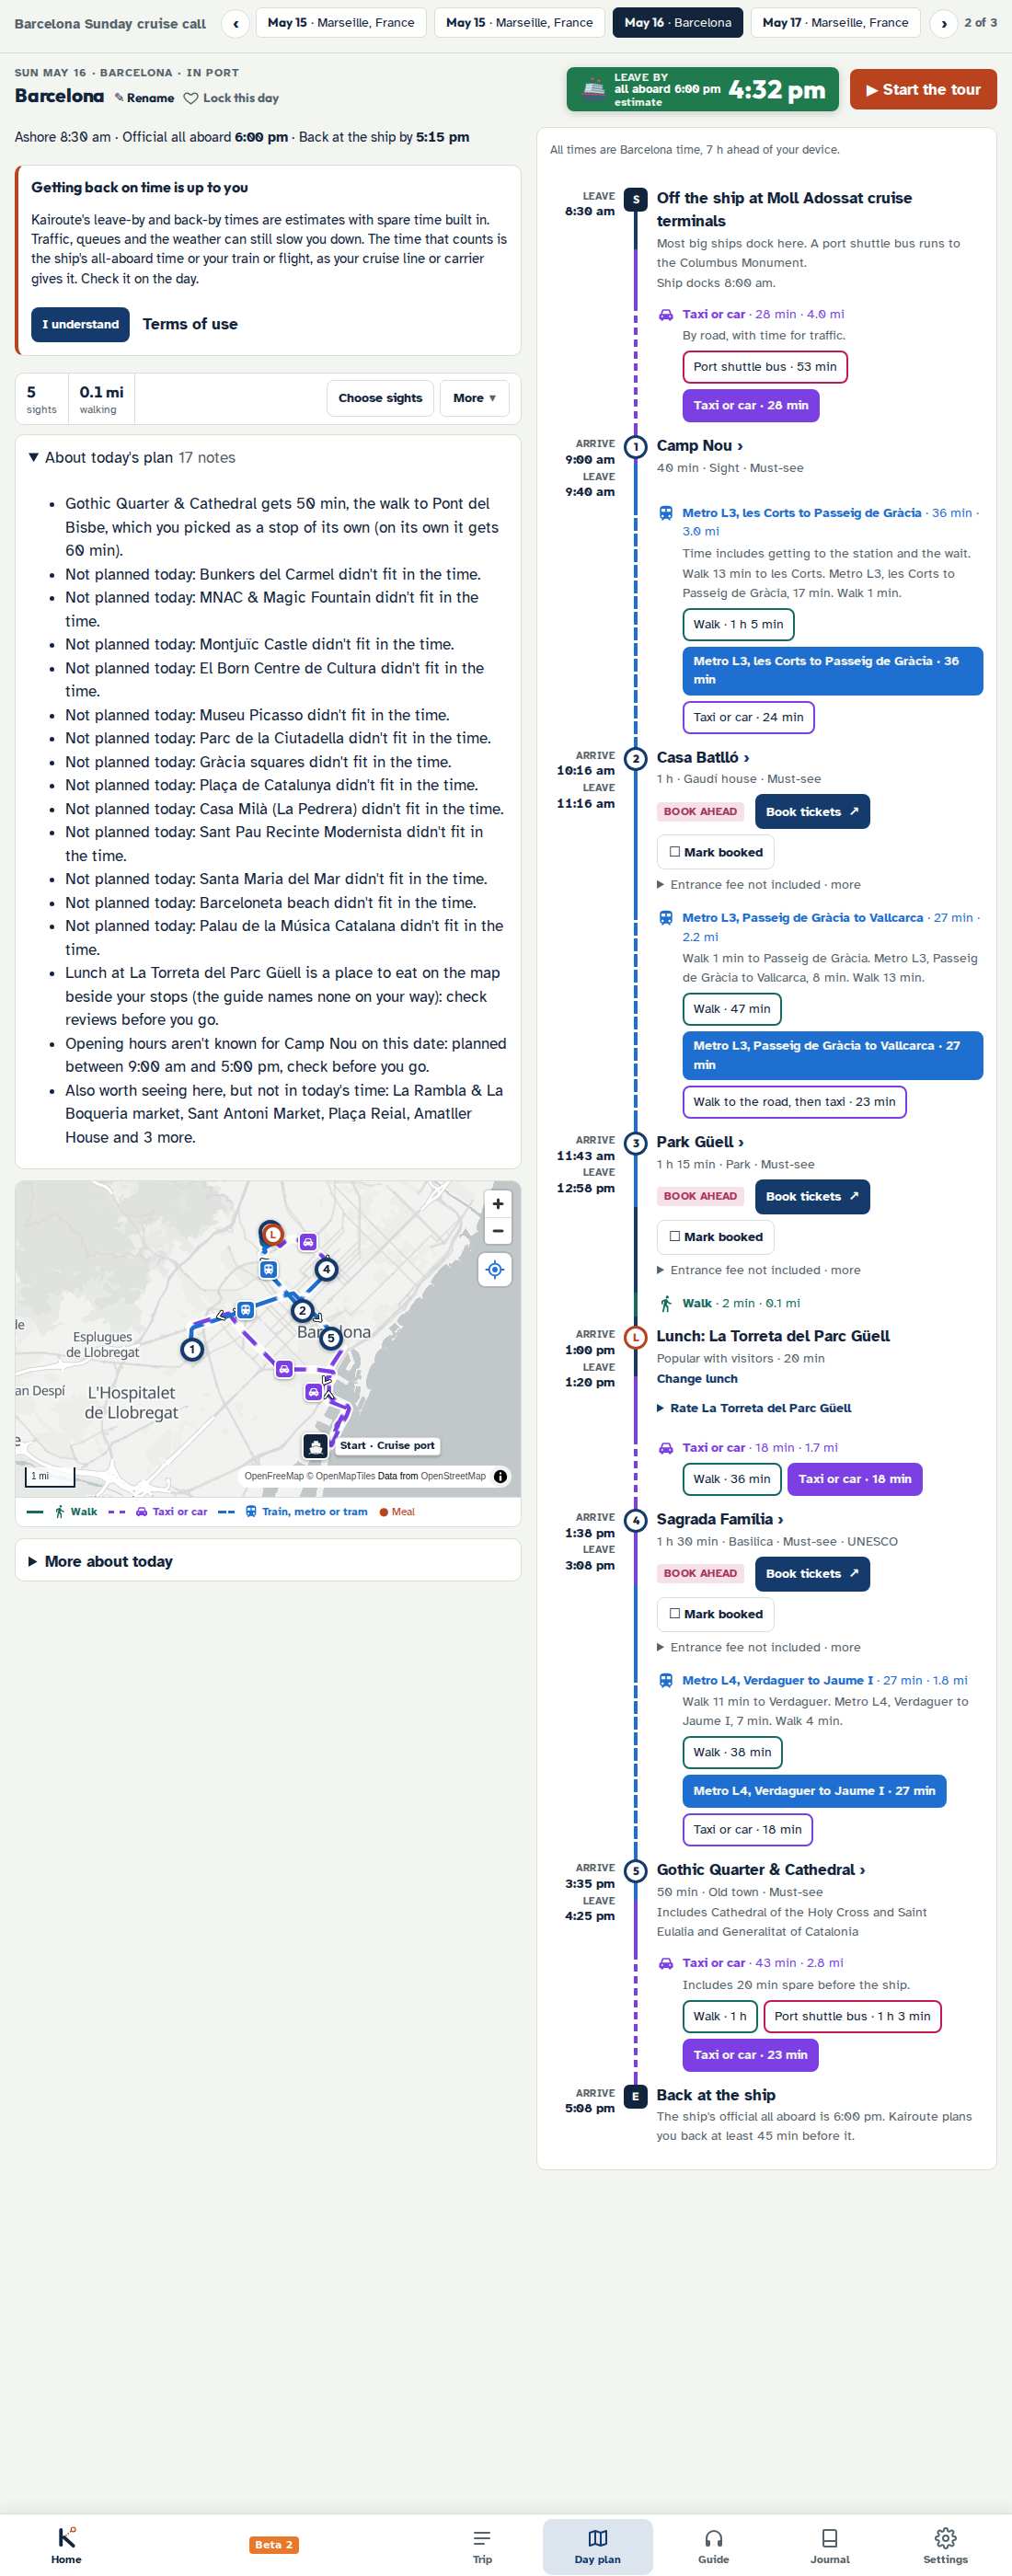 Barcelona Sunday cruise call
‹
May 15 · Marseille, France
May 15 · Marseille, France
May 16 · Barcelona
May 17 · Marseille, France
›
2 of 3
SUN MAY 16 · BARCELONA · IN PORT
Barcelona
✎ Rename
Lock this day
LEAVE BY
all aboard 6:00 pm
estimate
4:32 pm
▶ Start the tour
Ashore 8:30 am · Official all aboard 6:00 pm · Back at the ship by 5:15 pm
Getting back on time is up to you
Kairoute's leave-by and back-by times are estimates with spare time built in.
Traffic, queues and the weather can still slow you down. The time that counts is
the ship's all-aboard time or your train or flight, as your cruise line or carrier
gives it. Check it on the day.
I understand
Terms of use
5
sights
0.1 mi
walking
Choose sights
More ▾
▼ About today's plan 17 notes
• Gothic Quarter & Cathedral gets 50 min, the walk to Pont del
Bisbe, which you picked as a stop of its own (on its own it gets
60 min).
• Not planned today: Bunkers del Carmel didn't fit in the time.
• Not planned today: MNAC & Magic Fountain didn't fit in the
time.
• Not planned today: Montjuïc Castle didn't fit in the time.
• Not planned today: El Born Centre de Cultura didn't fit in the
time.
• Not planned today: Museu Picasso didn't fit in the time.
• Not planned today: Parc de la Ciutadella didn't fit in the time.
• Not planned today: Gràcia squares didn't fit in the time.
• Not planned today: Plaça de Catalunya didn't fit in the time.
• Not planned today: Casa Milà (La Pedrera) didn't fit in the time.
• Not planned today: Sant Pau Recinte Modernista didn't fit in
the time.
• Not planned today: Santa Maria del Mar didn't fit in the time.
• Not planned today: Barceloneta beach didn't fit in the time.
• Not planned today: Palau de la Música Catalana didn't fit in the
time.
• Lunch at La Torreta del Parc Güell is a place to eat on the map
beside your stops (the guide names none on your way): check
reviews before you go.
• Opening hours aren't known for Camp Nou on this date: planned
between 9:00 am and 5:00 pm, check before you go.
• Also worth seeing here, but not in today's time: La Rambla & La
Boqueria market, Sant Antoni Market, Plaça Reial, Amatller
House and 3 more.
+
−
L
4
2
5
1
le
Esplugues
de Llobregat
an Despí
L'Hospitalet
de Llobregat
Start · Cruise port
1 mi
OpenFreeMap © OpenMapTiles Data from OpenStreetMap
Walk
Taxi or car
Train, metro or tram
Meal
▶ More about today
All times are Barcelona time, 7 h ahead of your device.
LEAVE
8:30 am
S
Off the ship at Moll Adossat cruise
terminals
Most big ships dock here. A port shuttle bus runs to
the Columbus Monument.
Ship docks 8:00 am.
Taxi or car · 28 min · 4.0 mi
By road, with time for traffic.
Port shuttle bus · 53 min
Taxi or car · 28 min
ARRIVE
9:00 am
LEAVE
9:40 am
1
Camp Nou ›
40 min · Sight · Must-see
Metro L3, les Corts to Passeig de Gràcia · 36 min ·
3.0 mi
Time includes getting to the station and the wait.
Walk 13 min to les Corts. Metro L3, les Corts to
Passeig de Gràcia, 17 min. Walk 1 min.
Walk · 1 h 5 min
Metro L3, les Corts to Passeig de Gràcia · 36
min
Taxi or car · 24 min
ARRIVE
10:16 am
LEAVE
11:16 am
2
Casa Batlló ›
1 h · Gaudí house · Must-see
BOOK AHEAD
Book tickets ↗
☐ Mark booked
▶ Entrance fee not included · more
Metro L3, Passeig de Gràcia to Vallcarca · 27 min ·
2.2 mi
Walk 1 min to Passeig de Gràcia. Metro L3, Passeig
de Gràcia to Vallcarca, 8 min. Walk 13 min.
Walk · 47 min
Metro L3, Passeig de Gràcia to Vallcarca · 27
min
Walk to the road, then taxi · 23 min
ARRIVE
11:43 am
LEAVE
12:58 pm
3
Park Güell ›
1 h 15 min · Park · Must-see
BOOK AHEAD
Book tickets ↗
☐ Mark booked
▶ Entrance fee not included · more
Walk · 2 min · 0.1 mi
ARRIVE
1:00 pm
LEAVE
1:20 pm
L
Lunch: La Torreta del Parc Güell
Popular with visitors · 20 min
Change lunch
▶ Rate La Torreta del Parc Güell
Taxi or car · 18 min · 1.7 mi
Walk · 36 min
Taxi or car · 18 min
ARRIVE
1:38 pm
LEAVE
3:08 pm
4
Sagrada Família ›
1 h 30 min · Basilica · Must-see · UNESCO
BOOK AHEAD
Book tickets ↗
☐ Mark booked
▶ Entrance fee not included · more
Metro L4, Verdaguer to Jaume I · 27 min · 1.8 mi
Walk 11 min to Verdaguer. Metro L4, Verdaguer to
Jaume I, 7 min. Walk 4 min.
Walk · 38 min
Metro L4, Verdaguer to Jaume I · 27 min
Taxi or car · 18 min
ARRIVE
3:35 pm
LEAVE
4:25 pm
5
Gothic Quarter & Cathedral ›
50 min · Old town · Must-see
Includes Cathedral of the Holy Cross and Saint
Eulalia and Generalitat of Catalonia
Taxi or car · 43 min · 2.8 mi
Includes 20 min spare before the ship.
Walk · 1 h
Port shuttle bus · 1 h 3 min
Taxi or car · 23 min
ARRIVE
5:08 pm
E
Back at the ship
The ship's official all aboard is 6:00 pm. Kairoute plans
you back at least 45 min before it.
Home
Beta 2
Trip
Day plan
Guide
Journal
Settings